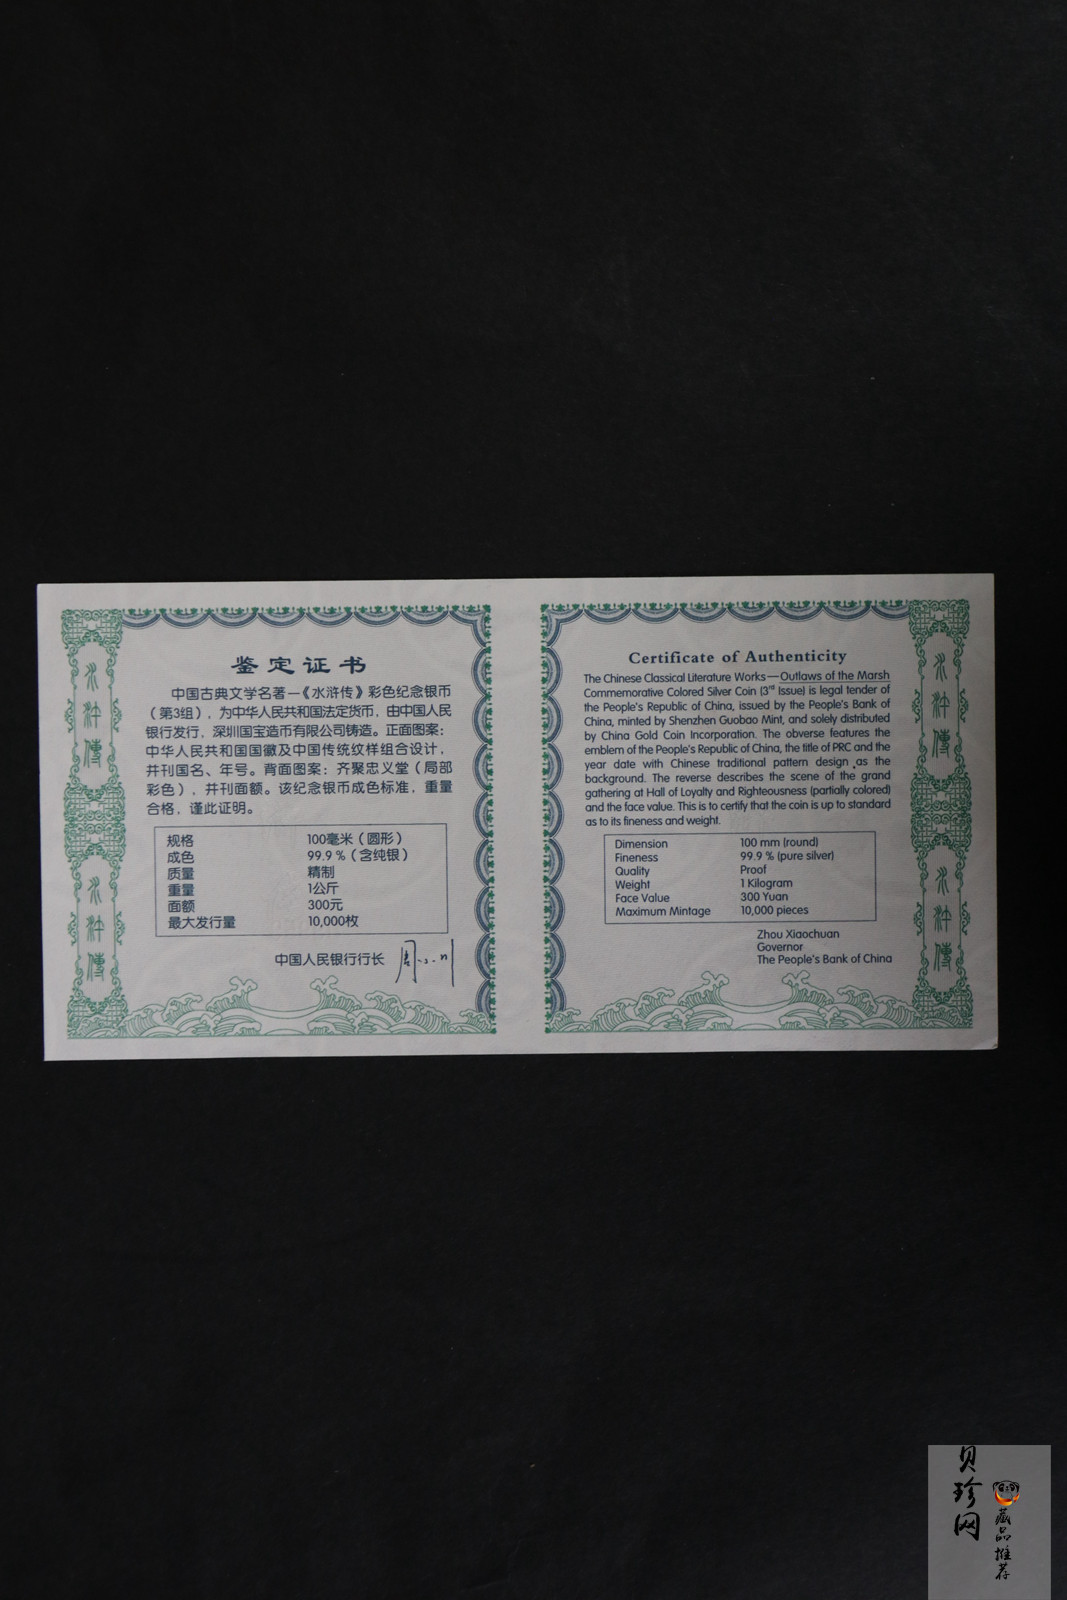 鉴定证书
中国古典文学名著—《水浒传》彩色纪念银币
（第3组），为中华人民共和国法定货币，由中国人民
银行发行，深圳国宝造币有限公司铸造。正面图案：
中华人民共和国国徽及中国传统纹样组合设计，
并刊国名、年号。背面图案：齐聚忠义堂（局部
彩色），并刊面额。该纪念银币成色标准，重量
合格，谨此证明。
规格 100毫米（圆形）
成色 99.9 %（含纯银）
质量 精制
重量 1公斤
面额 300元
最大发行量 10,000枚
中国人民银行行长
水浒傳
水浒傳
Certificate of Authenticity
The Chinese Classical Literature Works—Outlaws of the Marsh
Commemorative Colored Silver Coin (3rd Issue) is legal tender of
the People's Republic of China, issued by the People's Bank of
China, minted by Shenzhen Guobao Mint, and solely distributed
by China Gold Coin Incorporation. The obverse features the
emblem of the People's Republic of China, the title of PRC and the
year date with Chinese traditional pattern design as the
background. The reverse describes the scene of the grand
gathering at Hall of Loyalty and Righteousness (partially colored)
and the face value. This is to certify that the coin is up to standard
as to its fineness and weight.
Dimension 100 mm (round)
Fineness 99.9 % (pure silver)
Quality Proof
Weight 1 Kilogram
Face Value 300 Yuan
Maximum Mintage 10,000 pieces
Zhou Xiaochuan
Governor
The People's Bank of China
水浒傳
水浒傳
贝珍网
藏品推荐